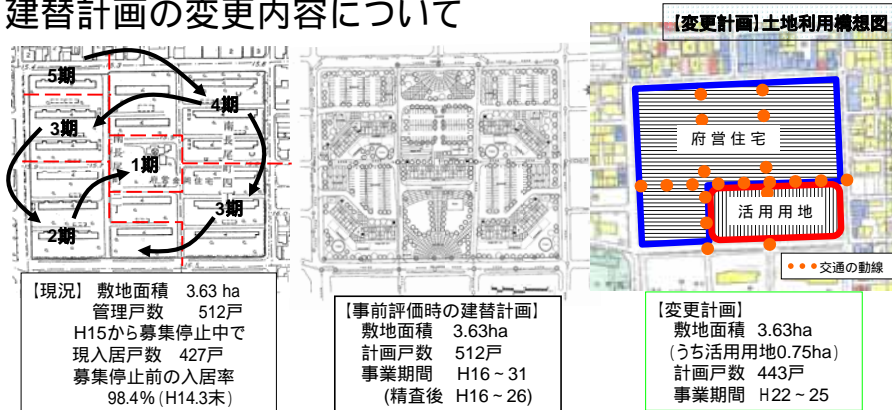 建替計画の変更内容について
【変更計画】土地利用構想図
5期
4期
3期
1期
3期
2期
府営住宅
活用用地
●●●交通の動線
【現況】 敷地面積 3.63 ha
管理戸数 512戸
H15から募集停止中で
現入居戸数 427戸
募集停止前の入居率
98.4%(H14.3末)
【事前評価時の建替計画】
敷地面積 3.63ha
計画戸数 512戸
事業期間 H16~31
(精査後 H16~26)
【変更計画】
敷地面積 3.63ha
(うち活用用地0.75ha)
計画戸数 443戸
事業期間 H22~25